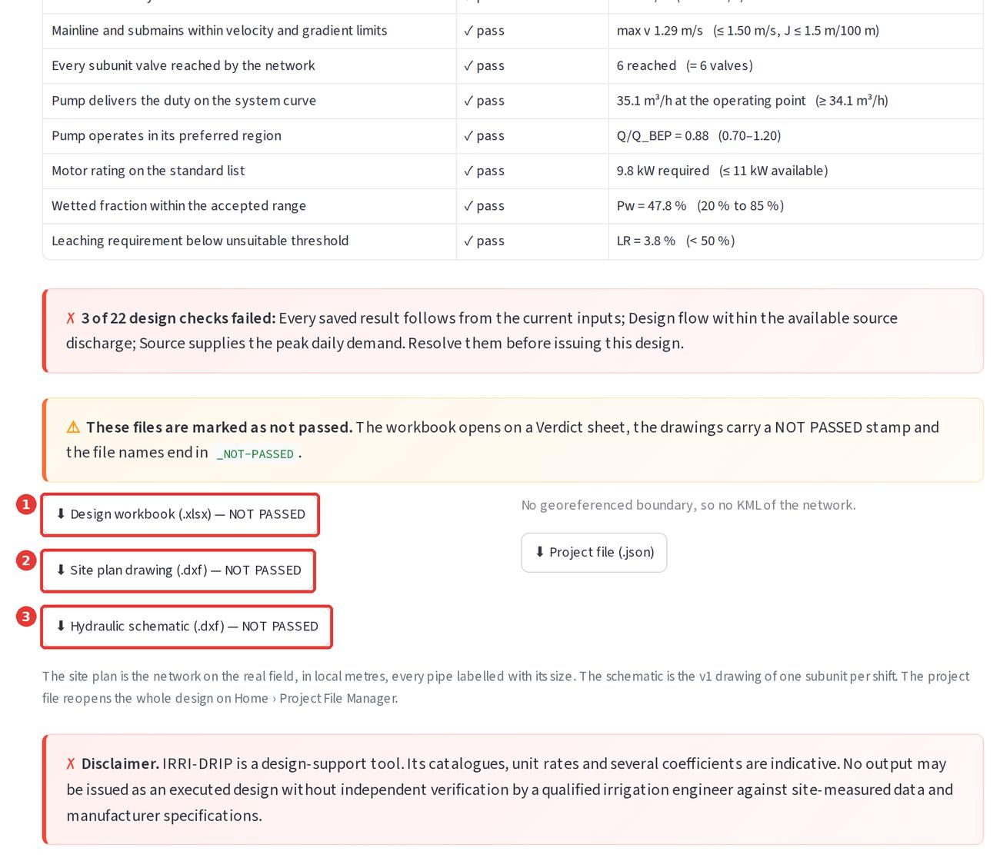 Mainline and submains within velocity and gradient limits ✓ pass max v 1.29 m/s (≤ 1.50 m/s, J ≤ 1.5 m/100 m)
Every subunit valve reached by the network ✓ pass 6 reached (= 6 valves)
Pump delivers the duty on the system curve ✓ pass 35.1 m³/h at the operating point (≥ 34.1 m³/h)
Pump operates in its preferred region ✓ pass Q/Q_BEP = 0.88 (0.70–1.20)
Motor rating on the standard list ✓ pass 9.8 kW required (≤ 11 kW available)
Wetted fraction within the accepted range ✓ pass Pw = 47.8 % (20 % to 85 %)
Leaching requirement below unsuitable threshold ✓ pass LR = 3.8 % (< 50 %)
✗ 3 of 22 design checks failed: Every saved result follows from the current inputs; Design flow within the available source
discharge; Source supplies the peak daily demand. Resolve them before issuing this design.
⚠ These files are marked as not passed. The workbook opens on a Verdict sheet, the drawings carry a NOT PASSED stamp and
the file names end in _NOT-PASSED .
1 ⬇ Design workbook (.xlsx) — NOT PASSED
No georeferenced boundary, so no KML of the network.
2 ⬇ Site plan drawing (.dxf) — NOT PASSED
⬇ Project file (.json)
3 ⬇ Hydraulic schematic (.dxf) — NOT PASSED
The site plan is the network on the real field, in local metres, every pipe labelled with its size. The schematic is the v1 drawing of one subunit per shift. The project
file reopens the whole design on Home › Project File Manager.
✗ Disclaimer. IRRI-DRIP is a design-support tool. Its catalogues, unit rates and several coefficients are indicative. No output may
be issued as an executed design without independent verification by a qualified irrigation engineer against site-measured data and
manufacturer specifications.